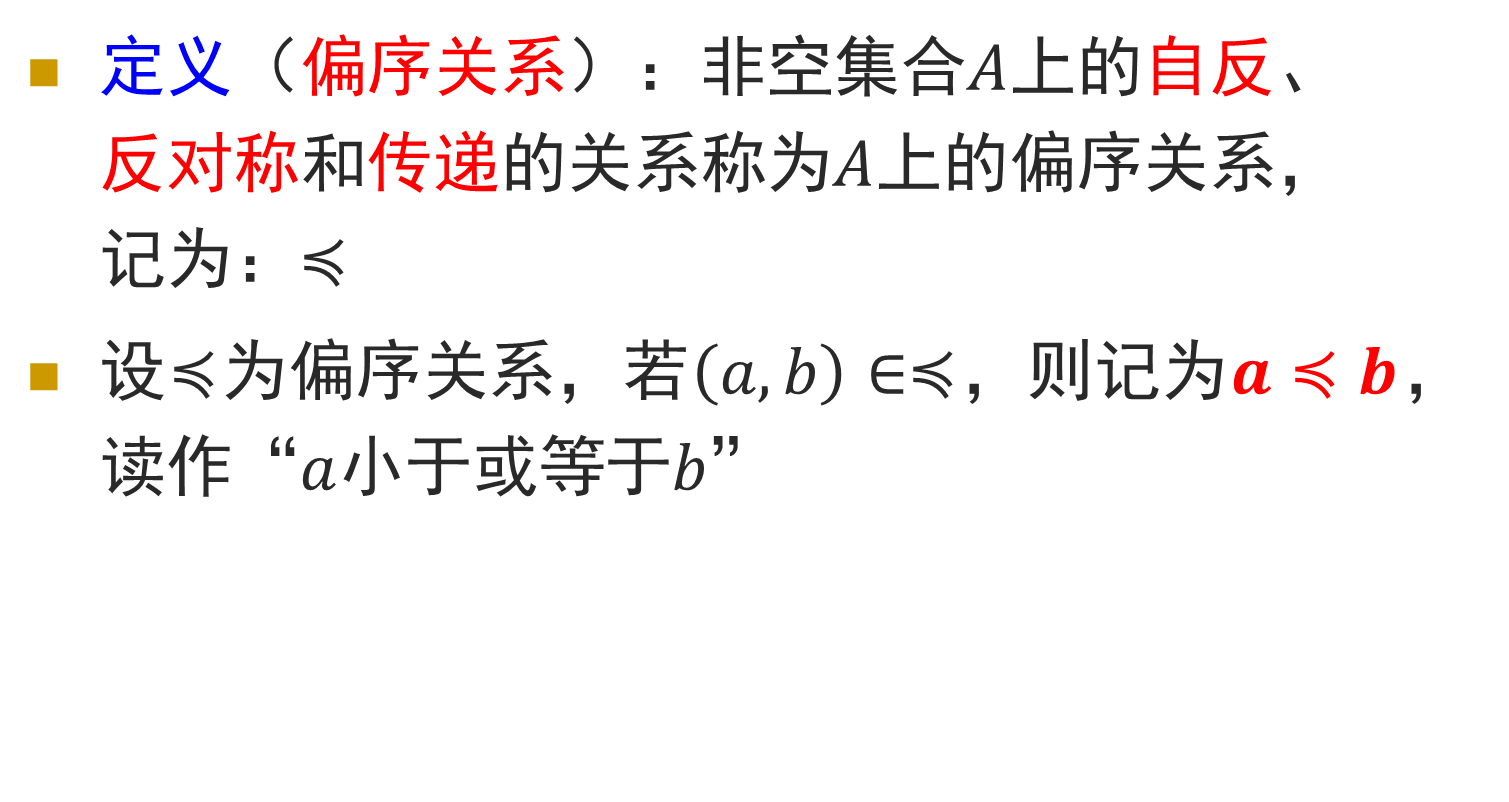 ■ 定义（偏序关系）：非空集合A上的自反、
反对称和传递的关系称为A上的偏序关系，
记为：≼
■ 设≼为偏序关系，若(a, b) ∈≼，则记为a ≼ b，
读作“a小于或等于b”